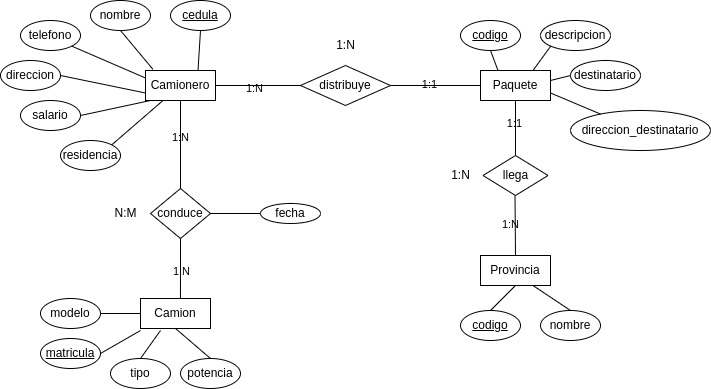 nombre
cedula
telefono
codigo
descripcion
1:N
direccion
Camionero
1:N
distribuye
1:1
Paquete
destinatario
salario
direccion_destinatario
residencia
1:N
1:1
1:N
llega
N:M
conduce
fecha
1:N
1:N
Provincia
modelo
Camion
codigo
nombre
matricula
tipo
potencia